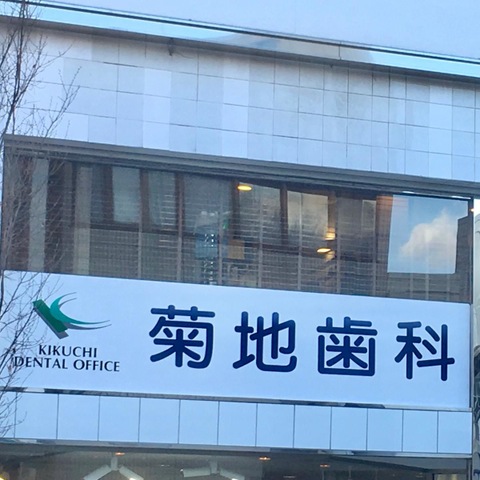 KIKUCHI
DENTAL OFFICE
菊地歯科